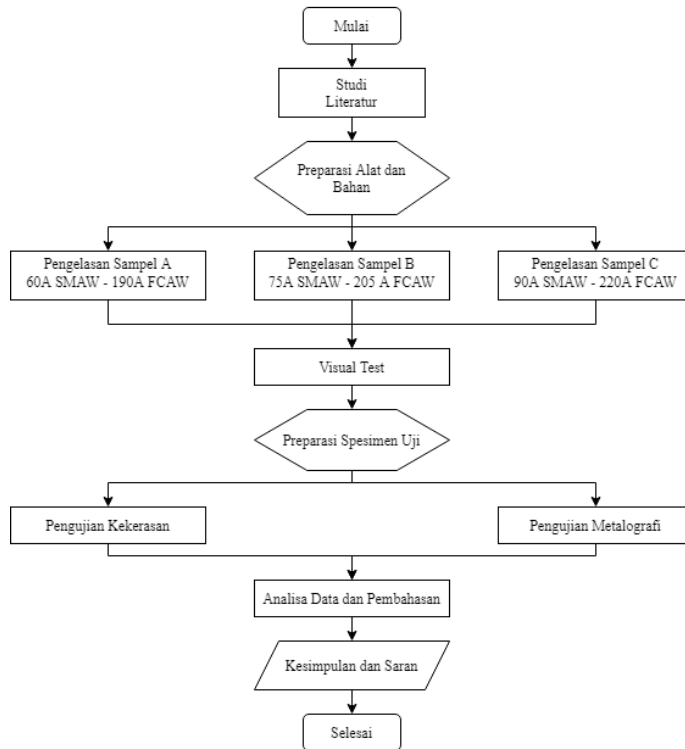 Mulai
Studi
Literatur
Preparasi Alat dan
Bahan
Pengelasan Sampel A
60A SMAW - 190A FCAW
Pengelasan Sampel B
75A SMAW - 205 A FCAW
Pengelasan Sampel C
90A SMAW - 220A FCAW
Visual Test
Preparasi Spesimen Uji
Pengujian Kekerasan
Pengujian Metalografi
Analisa Data dan Pembahasan
Kesimpulan dan Saran
Selesai